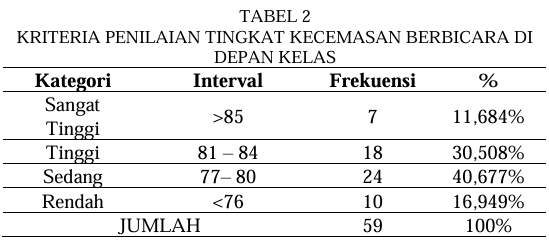 TABEL 2
KRITERIA PENILAIAN TINGKAT KECEMASAN BERBICARA DI
DEPAN KELAS
Kategori Interval Frekuensi %
Sangat
Tinggi >85 7 11,684%
Tinggi 81 – 84 18 30,508%
Sedang 77– 80 24 40,677%
Rendah <76 10 16,949%
JUMLAH 59 100%